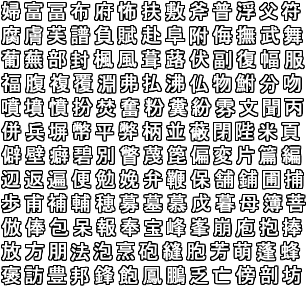 婦富冨布府怖扶敷斧普浮父符
腐膚芙譜負賦赴阜附侮撫武舞
葡蕪部封楓風葺蕗伏副復幅服
福腹複覆淵弗払沸仏物鮒分吻
噴墳憤扮焚奮粉糞紛雰文聞丙
併兵塀幣平弊柄並蔽閉陛米頁
僻壁癖碧別瞥蔑箆偏変片篇編
辺返遍便勉娩弁鞭保舗鋪圃捕
歩甫補輔穂募墓慕戊暮母簿菩
倣俸包呆報奉宝峰峯崩庖抱捧
放方朋法泡烹砲縫胞芳萌蓬蜂
褒訪豊邦鋒飽鳳鵬乏亡傍剖坊